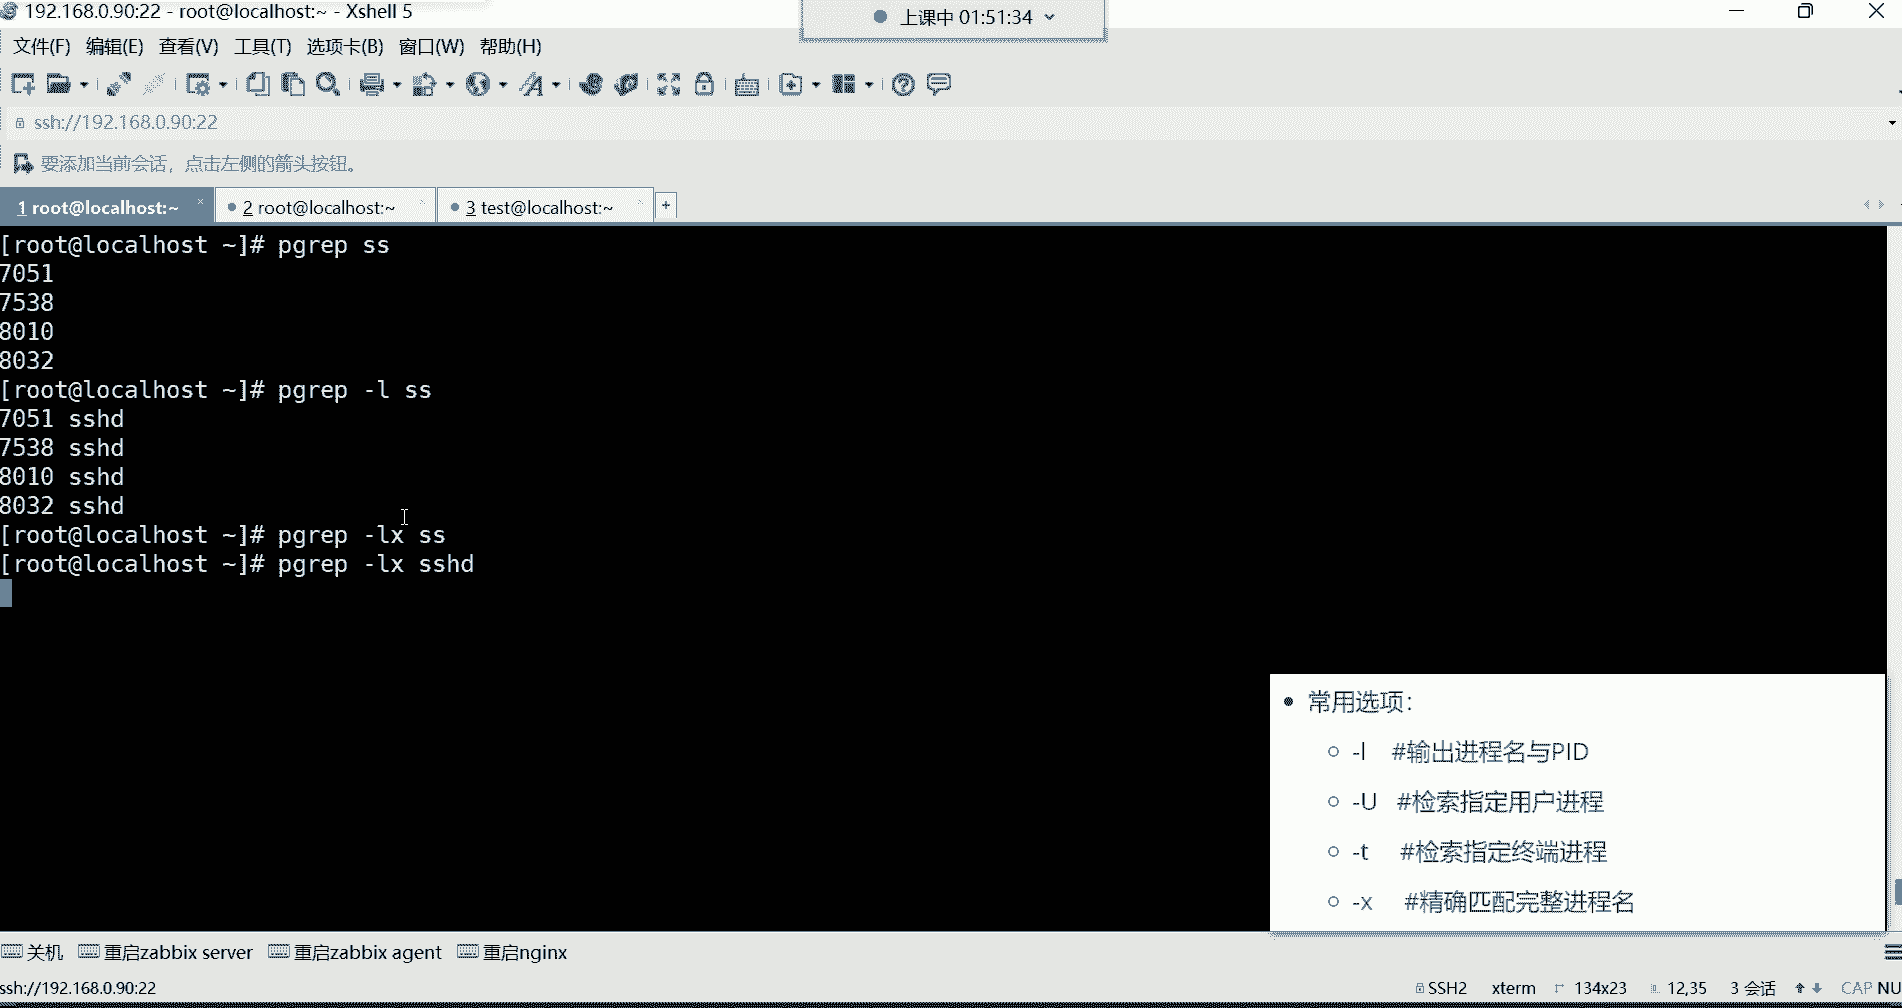 192.168.0.90:22 - root@localhost:~ - Xshell 5
上课中 01:51:34
文件(F) 编辑(E) 查看(V) 工具(T) 选项卡(B) 窗口(W) 帮助(H)
ssh://192.168.0.90:22
要添加当前会话，点击左侧的箭头按钮。
1 root@localhost:~ 2 root@localhost:~ 3 test@localhost:~
[root@localhost ~]# pgrep ss
7051
7538
8010
8032
[root@localhost ~]# pgrep -l ss
7051 sshd
7538 sshd
8010 sshd
8032 sshd
[root@localhost ~]# pgrep -lx ss
[root@localhost ~]# pgrep -lx sshd
常用选项：
-l #输出进程名与PID
-U #检索指定用户进程
-t #检索指定终端进程
-x #精确匹配完整进程名
关机 重启zabbix server 重启zabbix agent 重启nginx
ssh://192.168.0.90:22 SSH2 xterm 134x23 12,35 3 会话 CAP NU